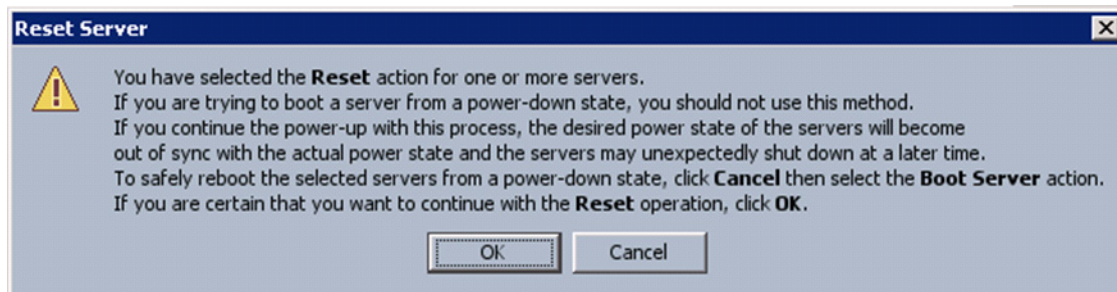 Reset Server
You have selected the Reset action for one or more servers.
If you are trying to boot a server from a power-down state, you should not use this method.
If you continue the power-up with this process, the desired power state of the servers will become
out of sync with the actual power state and the servers may unexpectedly shut down at a later time.
To safely reboot the selected servers from a power-down state, click Cancel then select the Boot Server action.
If you are certain that you want to continue with the Reset operation, click OK.
OK
Cancel